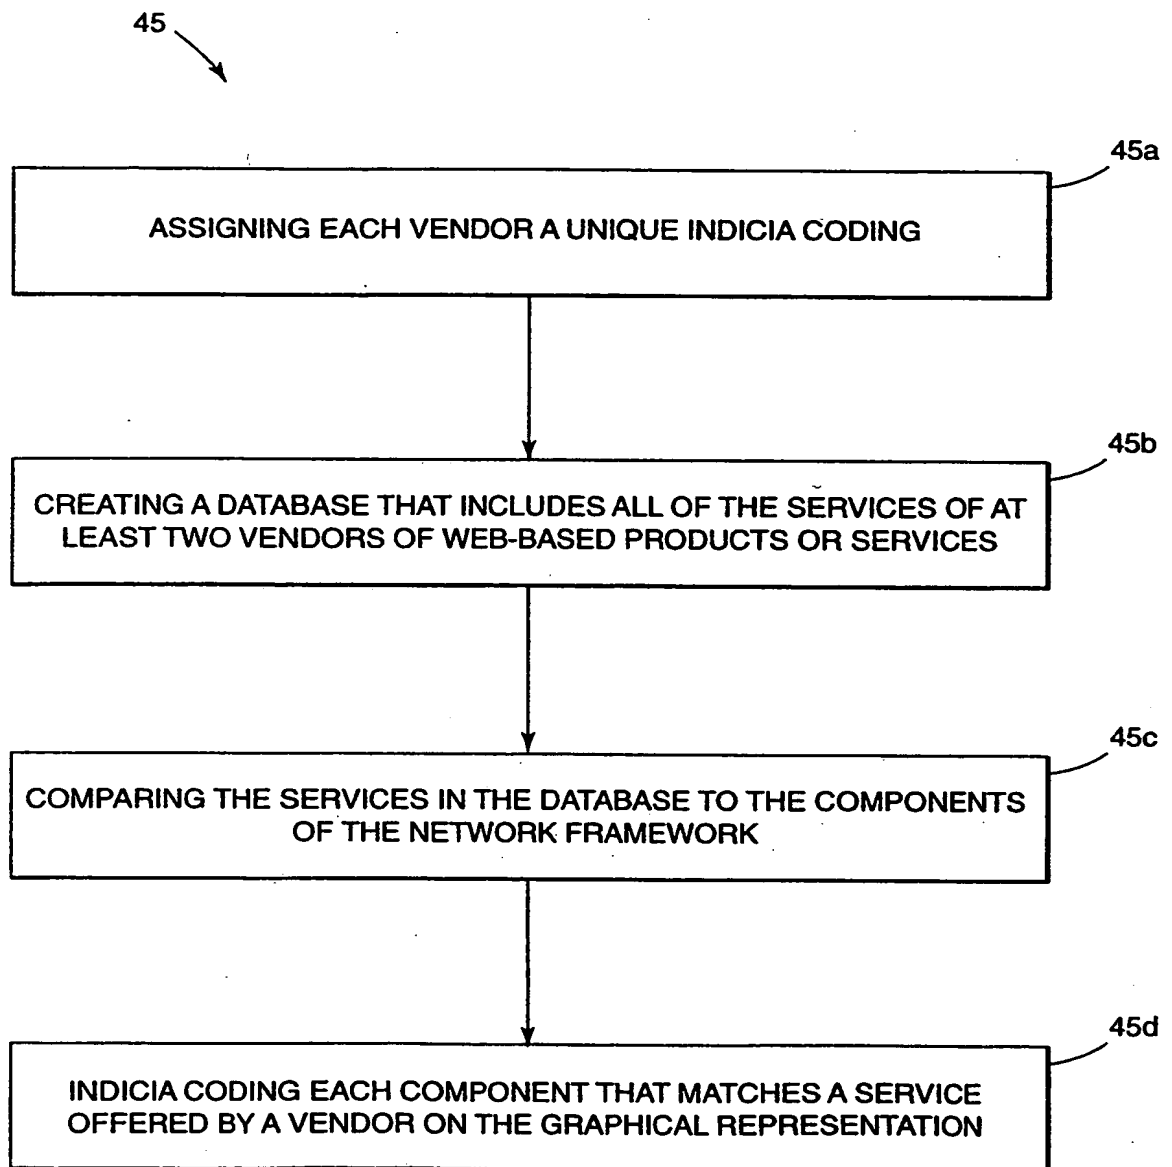 45
45a
ASSIGNING EACH VENDOR A UNIQUE INDICIA CODING
45b
CREATING A DATABASE THAT INCLUDES ALL OF THE SERVICES OF AT
LEAST TWO VENDORS OF WEB-BASED PRODUCTS OR SERVICES
45c
COMPARING THE SERVICES IN THE DATABASE TO THE COMPONENTS
OF THE NETWORK FRAMEWORK
45d
INDICIA CODING EACH COMPONENT THAT MATCHES A SERVICE
OFFERED BY A VENDOR ON THE GRAPHICAL REPRESENTATION